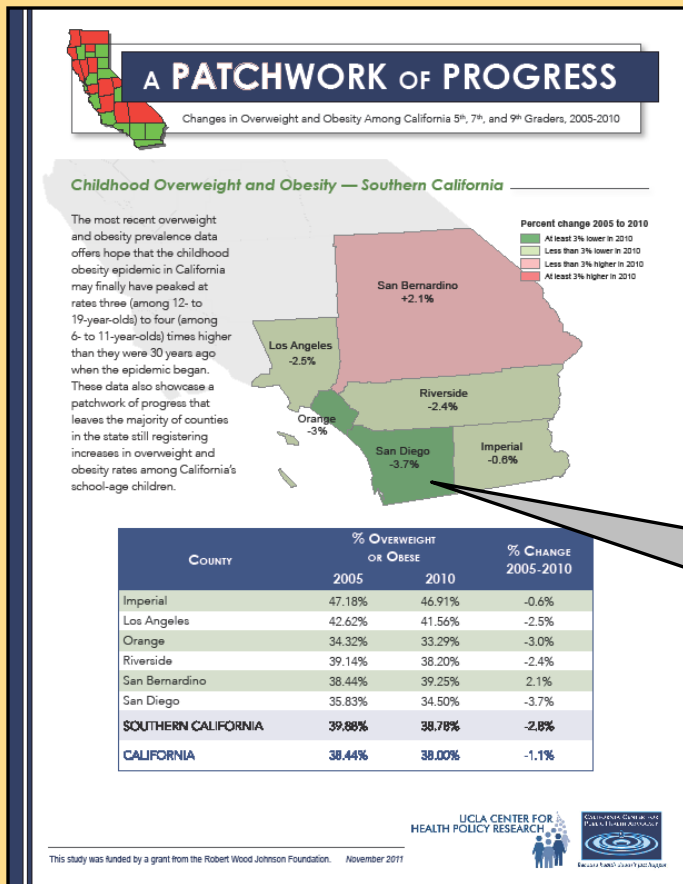 A PATCHWORK OF PROGRESS
Changes in Overweight and Obesity Among California 5th, 7th, and 9th Graders, 2005-2010
Childhood Overweight and Obesity — Southern California
The most recent overweight
and obesity prevalence data
offers hope that the childhood
obesity epidemic in California
may finally have peaked at
rates three (among 12- to
19-year-olds) to four (among
6- to 11-year-olds) times higher
than they were 30 years ago
when the epidemic began.
These data also showcase a
patchwork of progress that
leaves the majority of counties
in the state still registering
increases in overweight and
obesity rates among California's
school-age children.
Percent change 2005 to 2010
At least 3% lower in 2010
Less than 3% lower in 2010
Less than 3% higher in 2010
At least 3% higher in 2010
San Bernardino
+2.1%
Los Angeles
-2.5%
Riverside
-2.4%
Orange
-3%
San Diego
-3.7%
Imperial
-0.6%
COUNTY % OVERWEIGHT OR OBESE % CHANGE 2005-2010
2005 2010
Imperial 47.18% 46.91% -0.6%
Los Angeles 42.62% 41.56% -2.5%
Orange 34.32% 33.29% -3.0%
Riverside 39.14% 38.20% -2.4%
San Bernardino 38.44% 39.25% 2.1%
San Diego 35.83% 34.50% -3.7%
SOUTHERN CALIFORNIA 39.88% 38.78% -2.8%
CALIFORNIA 38.44% 38.00% -1.1%
UCLA CENTER FOR
HEALTH POLICY RESEARCH
CALIFORNIA CENTER FOR
PUBLIC HEALTH ADVOCACY
Because health doesn't just happen
This study was funded by a grant from the Robert Wood Johnson Foundation. November 2011